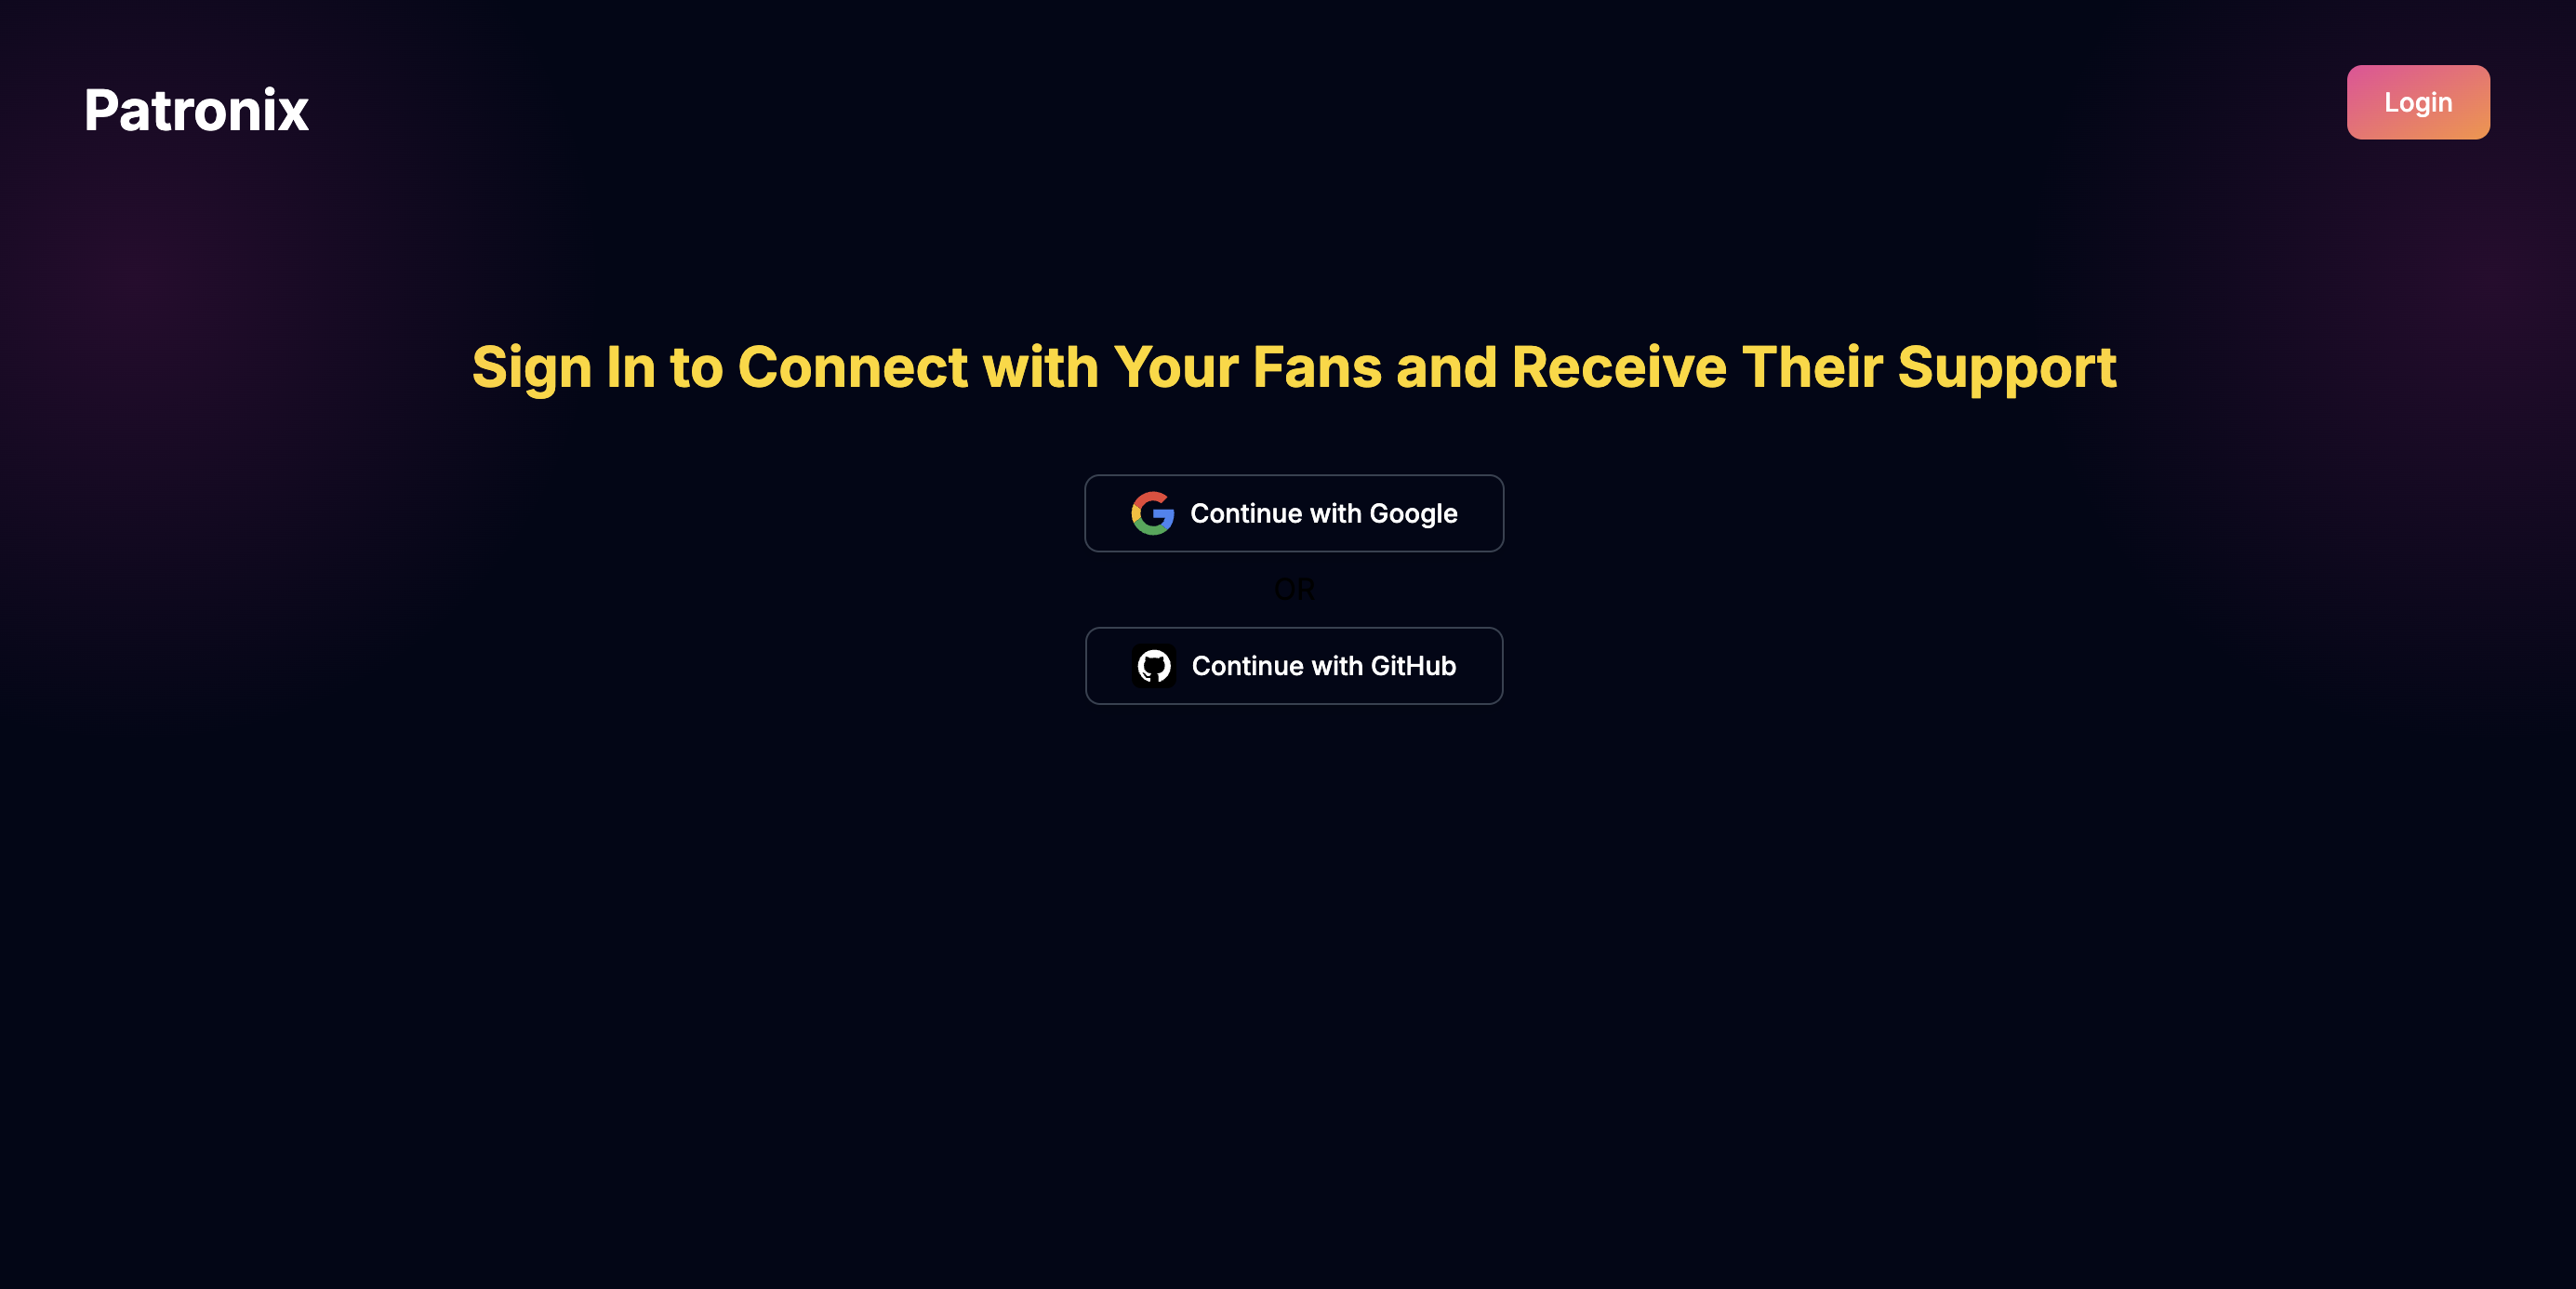 Patronix
Login
Sign In to Connect with Your Fans and Receive Their Support
Continue with Google
OR
Continue with GitHub